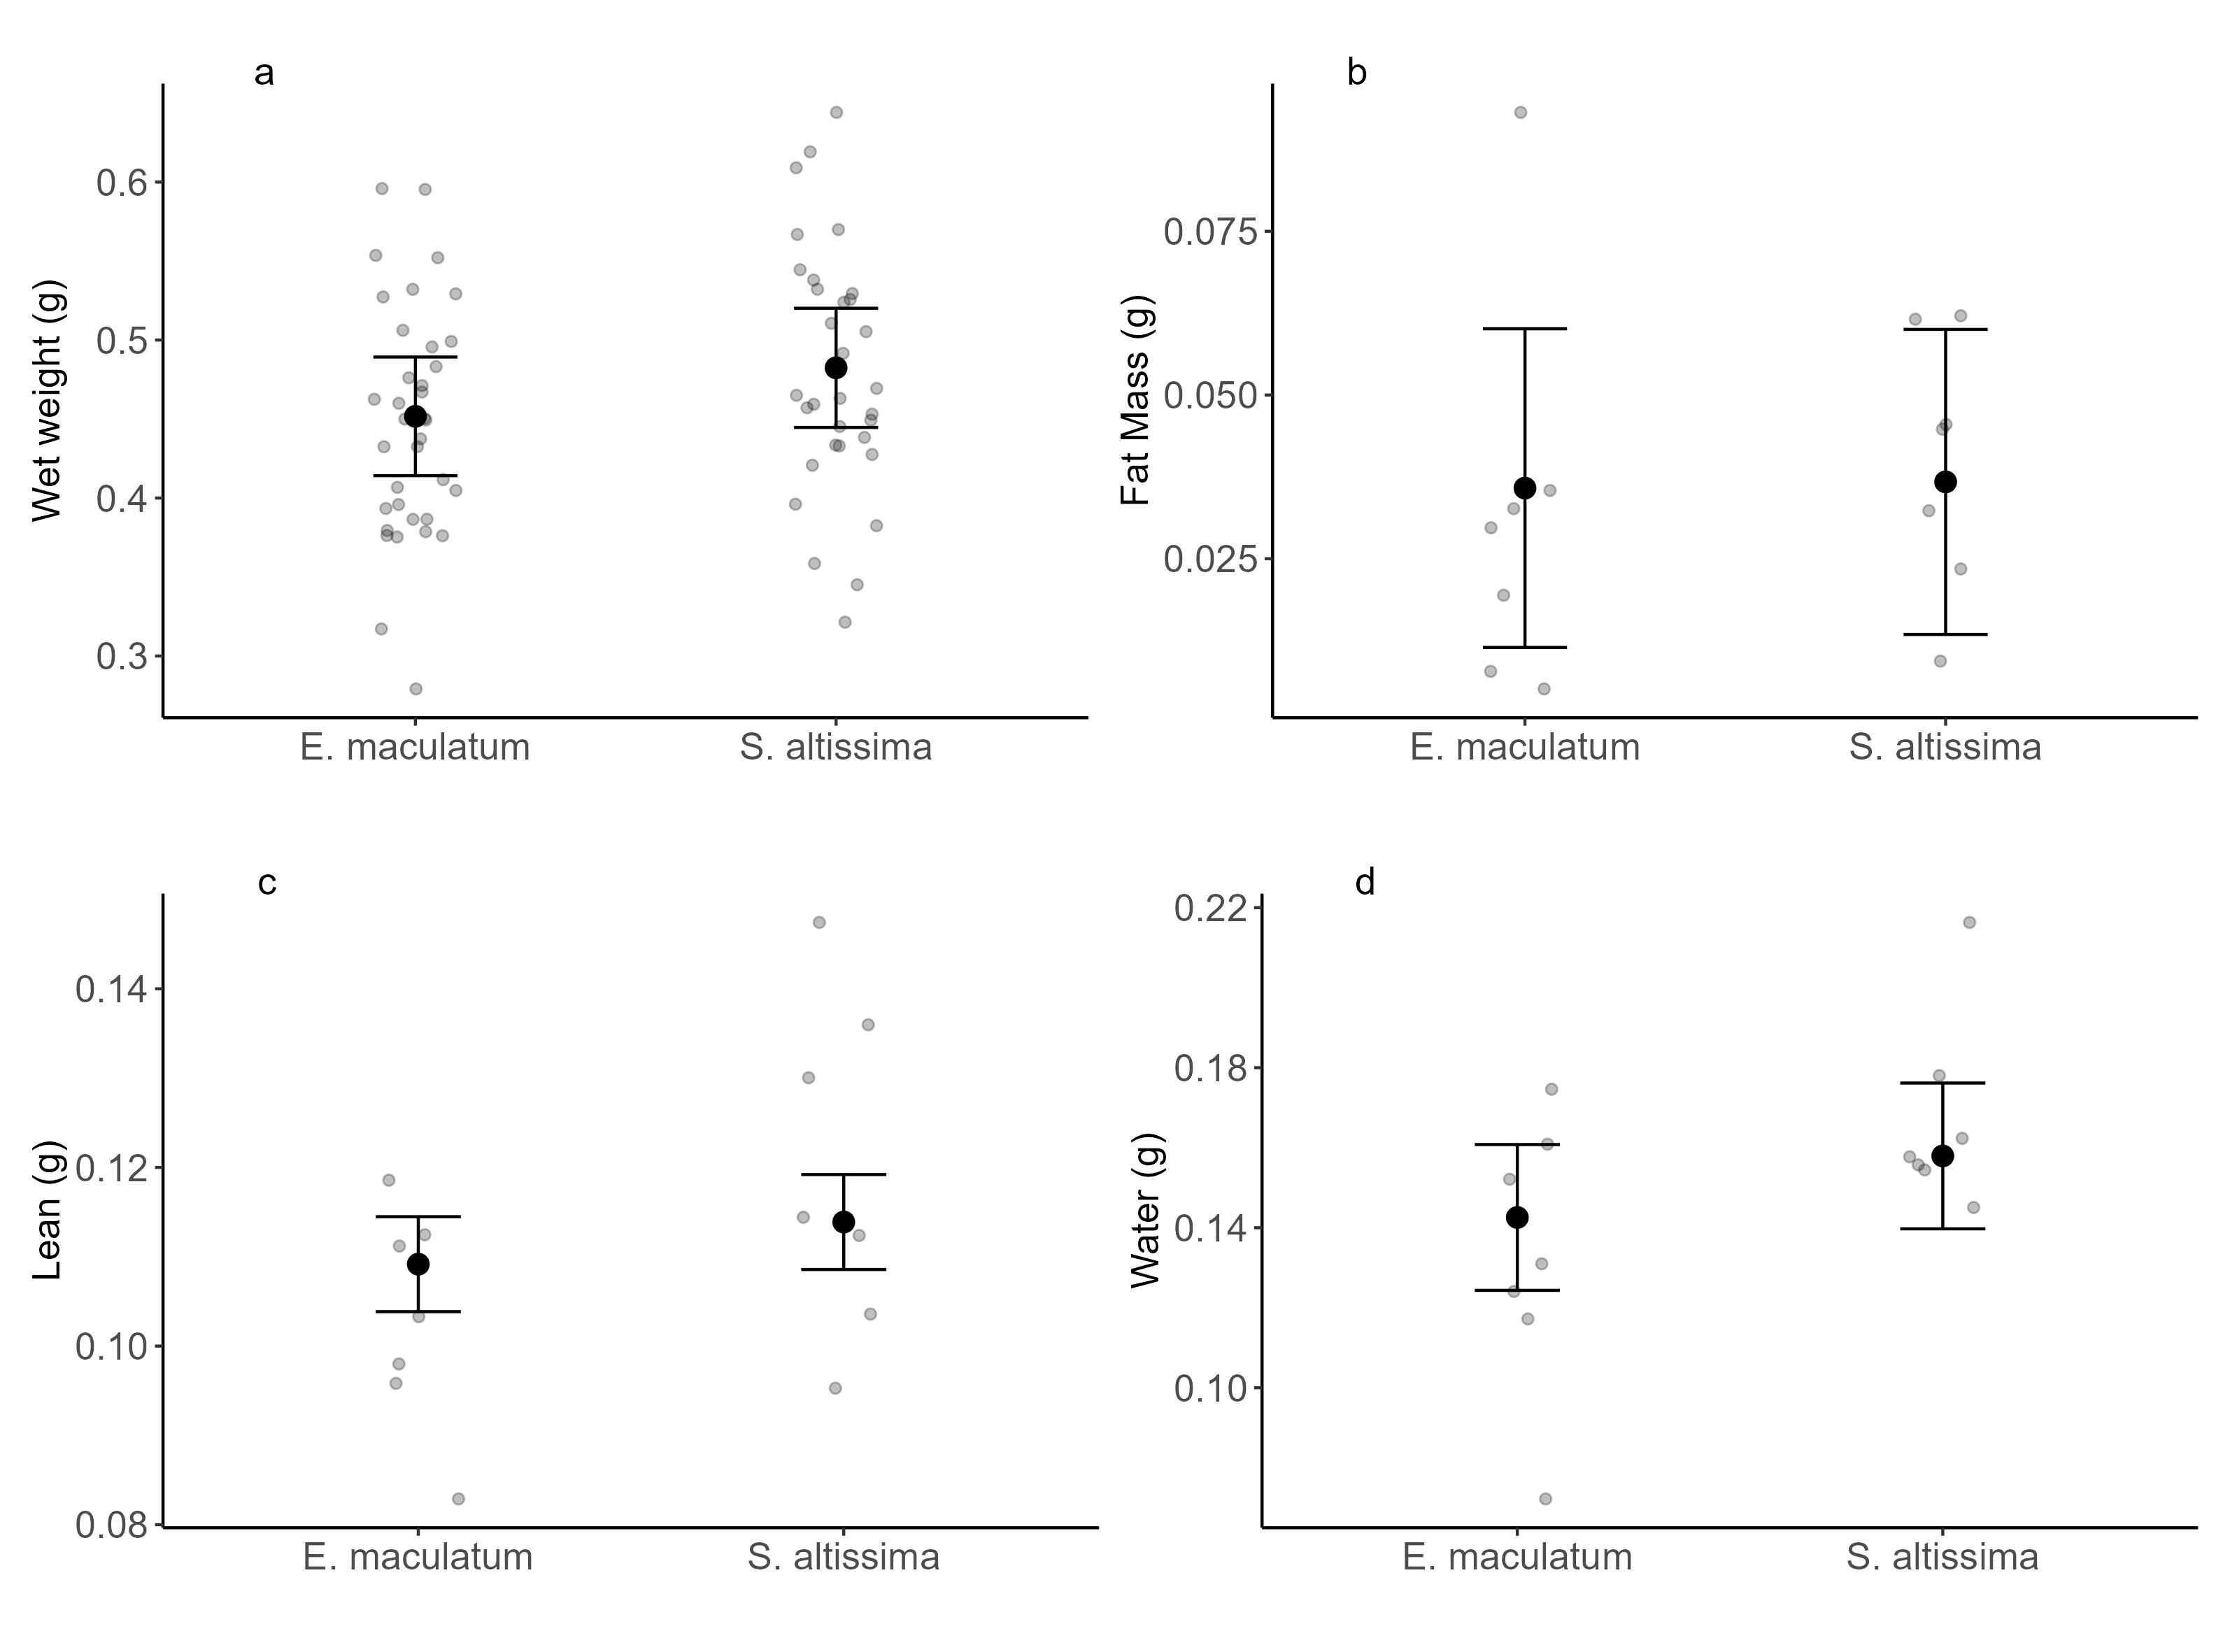 a
Wet weight (g)
0.6
0.5
0.4
0.3
E. maculatum
S. altissima
b
Fat Mass (g)
0.075
0.050
0.025
E. maculatum
S. altissima
c
Lean (g)
0.14
0.12
0.10
0.08
E. maculatum
S. altissima
d
Water (g)
0.22
0.18
0.14
0.10
E. maculatum
S. altissima